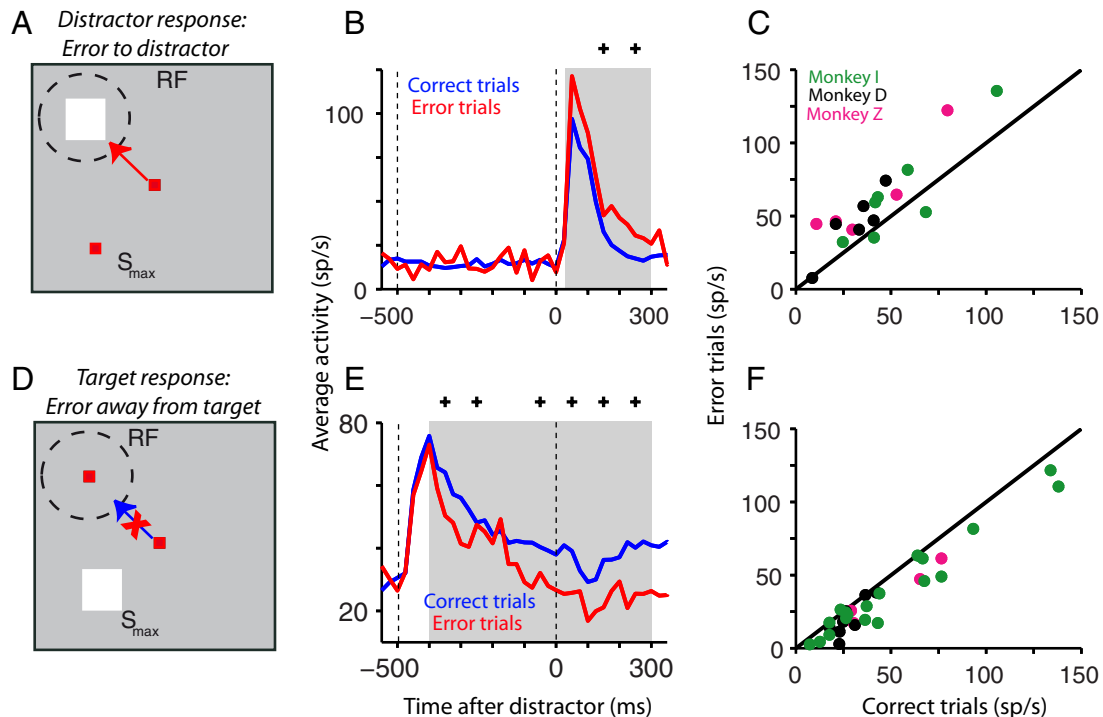 A
Distractor response:
Error to distractor
RF
Smax
B
Correct trials
Error trials
100
0
−500
0
300
C
Monkey I
Monkey D
Monkey Z
150
100
50
0
0
50
100
150
D
Target response:
Error away from target
RF
Smax
E
80
20
Correct trials
Error trials
−500
0
300
Average activity (sp/s)
Time after distractor (ms)
F
150
100
50
0
0
50
100
150
Error trials (sp/s)
Correct trials (sp/s)